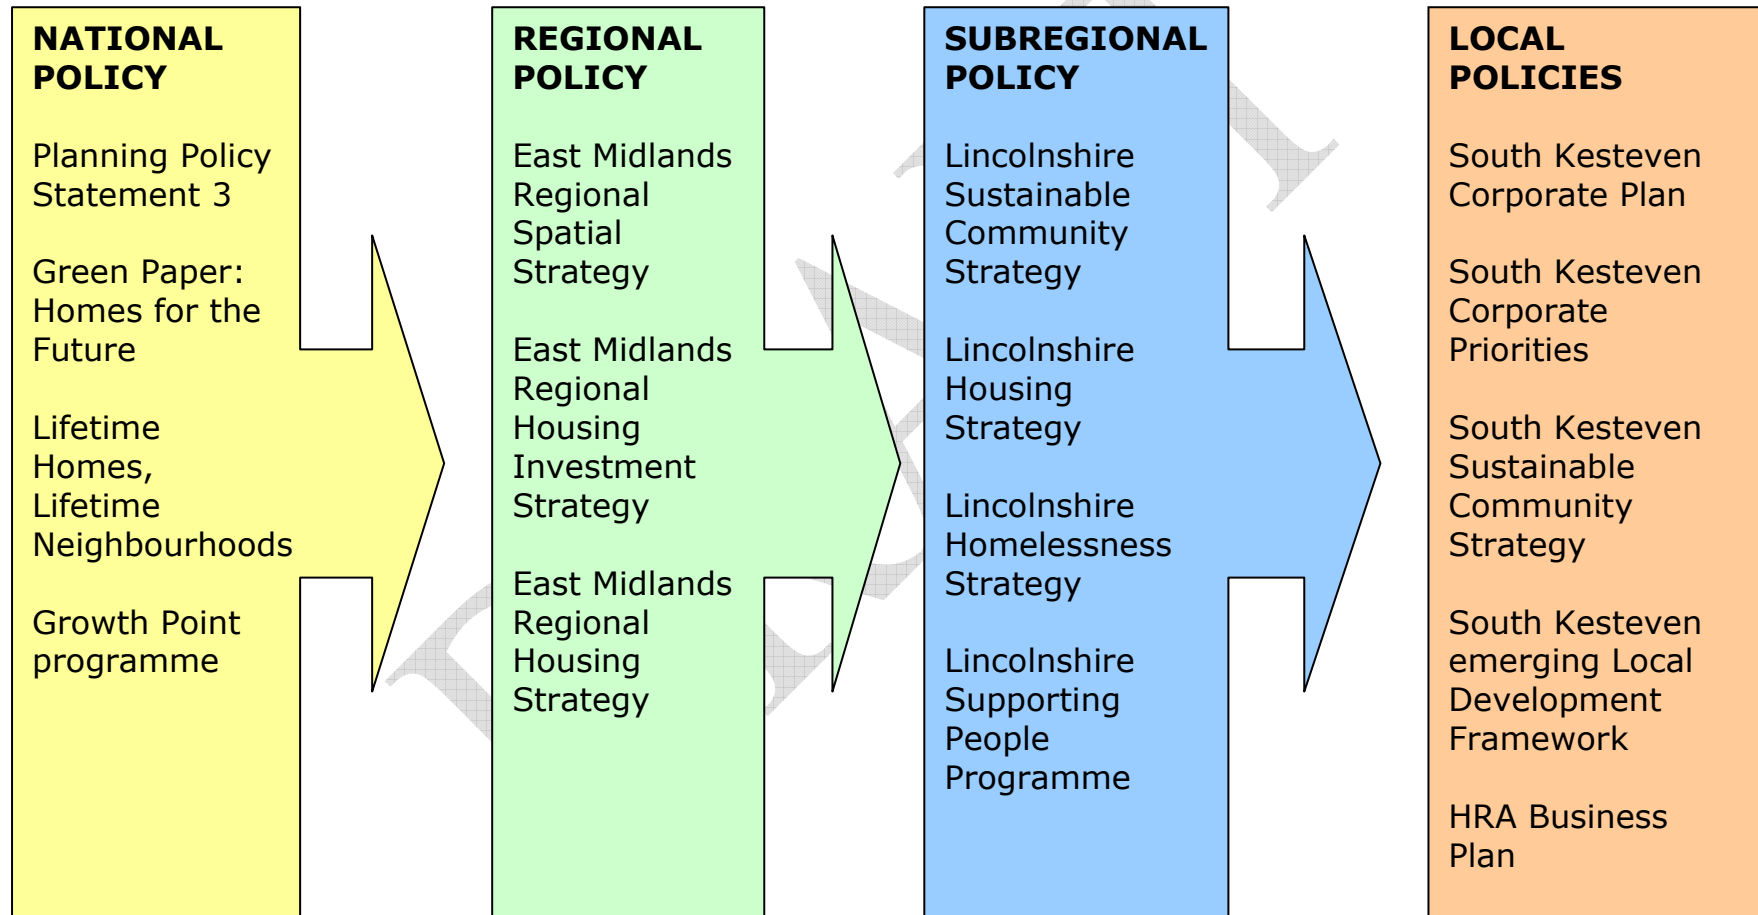 NATIONAL
POLICY
Planning Policy
Statement 3
Green Paper:
Homes for the
Future
Lifetime
Homes,
Lifetime
Neighbourhoods
Growth Point
programme
REGIONAL
POLICY
East Midlands
Regional
Spatial
Strategy
East Midlands
Regional
Housing
Investment
Strategy
East Midlands
Regional
Housing
Strategy
SUBREGIONAL
POLICY
Lincolnshire
Sustainable
Community
Strategy
Lincolnshire
Housing
Strategy
Lincolnshire
Homelessness
Strategy
Lincolnshire
Supporting
People
Programme
LOCAL
POLICIES
South Kesteven
Corporate Plan
South Kesteven
Corporate
Priorities
South Kesteven
Sustainable
Community
Strategy
South Kesteven
emerging Local
Development
Framework
HRA Business
Plan